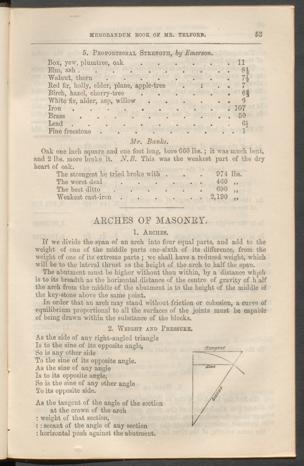 MEMORANDUM BOOK OF MR. TELFORD. 53
5. PROPORTIONAL STRENGTH, by Emerson.
Box, yew, plumtree, oak . . . . . . 11
Elm, ash . . . . . . . . 8½
Walnut, thorn . . . . . . . 7½
Red fir, holly, elder, plane, apple-tree . . . 7
Birch, hazel, cherry-tree . . . . . . 6¾
White fir, alder, asp, willow . . . . . 6
Iron . . . . . . . . . 107
Brass . . . . . . . . . 50
Lead . . . . . . . . . 6½
Fine freestone . . . . . . . 1
Mr. Banks.
Oak one inch square and one foot long, bore 660 lbs.; it was much bent,
and 2 lbs. more broke it. N.B. This was the weakest part of the dry
heart of oak.
The strongest he tried broke with . . . 974 lbs.
The worst deal . . . . . 460 „
The best ditto . . . . . 690 „
Weakest cast-iron . . . . . 2,190 „
ARCHES OF MASONRY.
1. ARCHES.
If we divide the span of an arch into four equal parts, and add to the
weight of one of the middle parts one-sixth of its difference, from the
weight of one of its extreme parts; we shall have a reduced weight, which
will be to the lateral thrust as the height of the arch to half the span.
The abutment must be higher without than within, by a distance which
is to its breadth as the horizontal distance of the centre of gravity of half
the arch from the middle of the abutment is to the height of the middle of
the key-stone above the same point.
In order that an arch may stand without friction or cohesion, a curve of
equilibrium proportional to all the surfaces of the joints must be capable
of being drawn within the substance of the blocks.
2. WEIGHT AND PRESSURE.
As the side of any right-angled triangle
Is to the sine of its opposite angle,
So is any other side
To the sine of its opposite angle.
As the sine of any angle
Is to its opposite angle,
So is the sine of any other angle
To its opposite side.
As the tangent of the angle of the section
at the crown of the arch
: weight of that section,
: : secant of the angle of any section
: horizontal push against the abutment.
Tangent
Sine
Secant